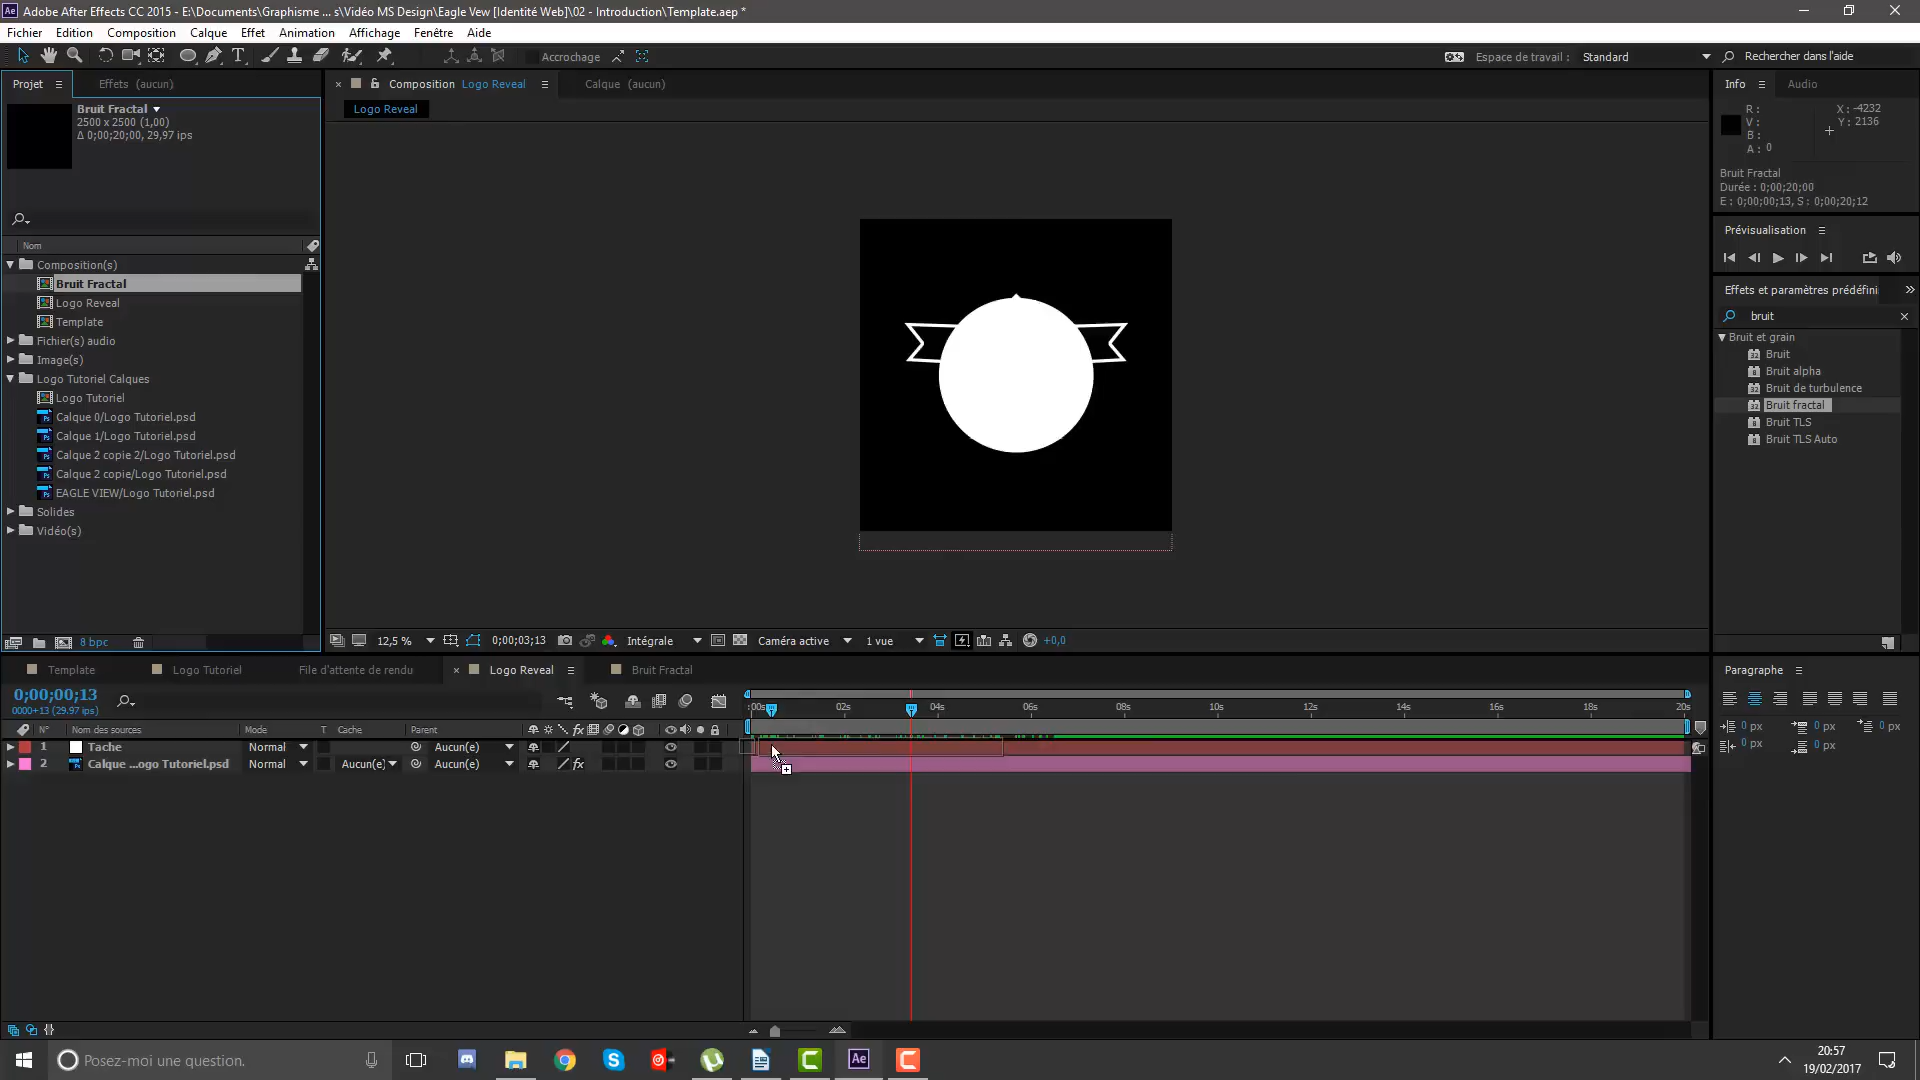 Adobe After Effects CC 2015 - E:\Documents\Graphisme ... s\Vidéo MS Design\Eagle Vew [Identité Web]\02 - Introduction\Template.aep *
Fichier Edition Composition Calque Effet Animation Affichage Fenêtre Aide
Accrochage
Espace de travail : Standard
Rechercher dans l'aide
Projet Effets (aucun)
Bruit Fractal
2500 x 2500 (1,00)
Δ 0;00;20;00, 29,97 ips
Nom
Composition(s)
Bruit Fractal
Logo Reveal
Template
Fichier(s) audio
Image(s)
Logo Tutoriel Calques
Logo Tutoriel
Calque 0/Logo Tutoriel.psd
Calque 1/Logo Tutoriel.psd
Calque 2 copie 2/Logo Tutoriel.psd
Calque 2 copie/Logo Tutoriel.psd
EAGLE VIEW/Logo Tutoriel.psd
Solides
Vidéo(s)
8 bpc
Composition Logo Reveal Calque (aucun)
Logo Reveal
12,5 % 0;00;03;13 Intégrale Caméra active 1 vue +0,0
Info Audio
R :
V :
B :
A : 0
X : -4232
Y : 2136
Bruit Fractal
Durée : 0;00;20;00
E : 0;00;00;13, S : 0;00;20;12
Prévisualisation
Effets et paramètres prédéfini
bruit
Bruit et grain
Bruit
Bruit alpha
Bruit de turbulence
Bruit fractal
Bruit TLS
Bruit TLS Auto
Paragraphe
0 px 0 px 0 px
0 px 0 px
Template Logo Tutoriel File d'attente de rendu Logo Reveal Bruit Fractal
0;00;00;13
0000+13 (29.97 ips)
:00s 02s 04s 06s 08s 10s 12s 14s 16s 18s 20s
N° Nom des sources Mode T Cache Parent
1 Tache Normal Aucun(e)
2 Calque ...ogo Tutoriel.psd Normal Aucun(e) Aucun(e)
Posez-moi une question.
20:57
19/02/2017